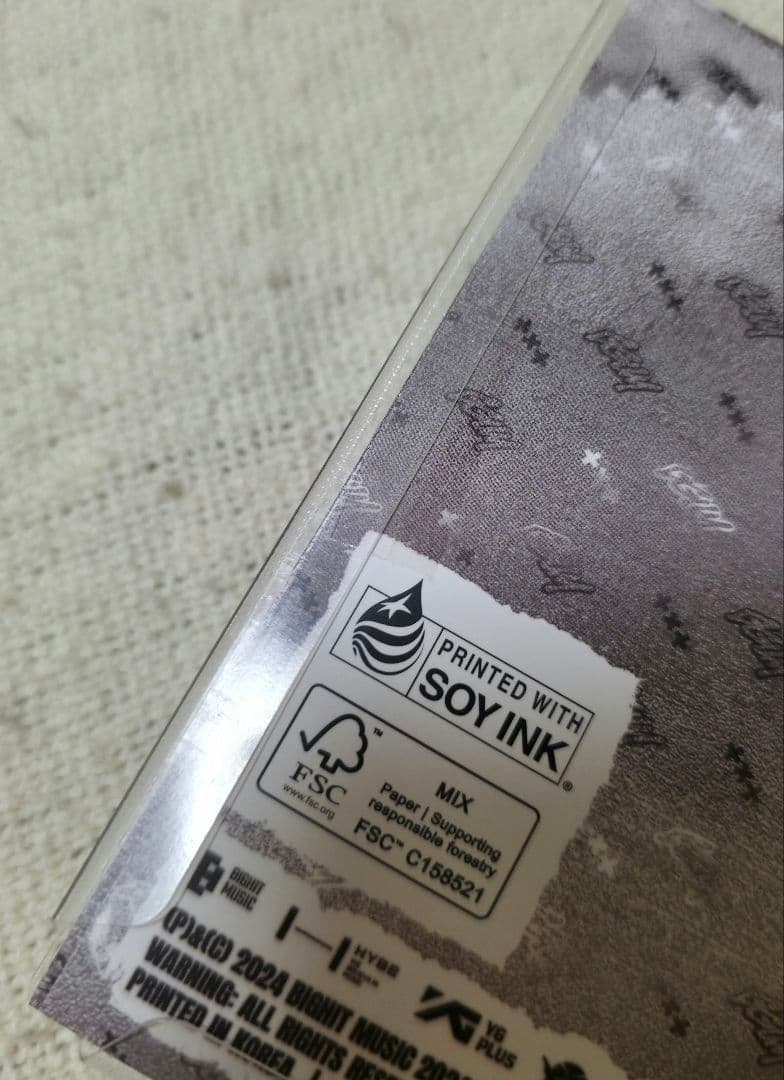 PRINTED WITH
SOY INK
®
™
FSC
www.fsc.org
MIX
Paper | Supporting
responsible forestry
FSC™ C158521
BIGHIT
MUSIC
HYBE
YG
PLUS
(P)&(C) 2024 BIGHIT MUSIC
WARNING: ALL RIGHTS
PRINTED IN KOREA